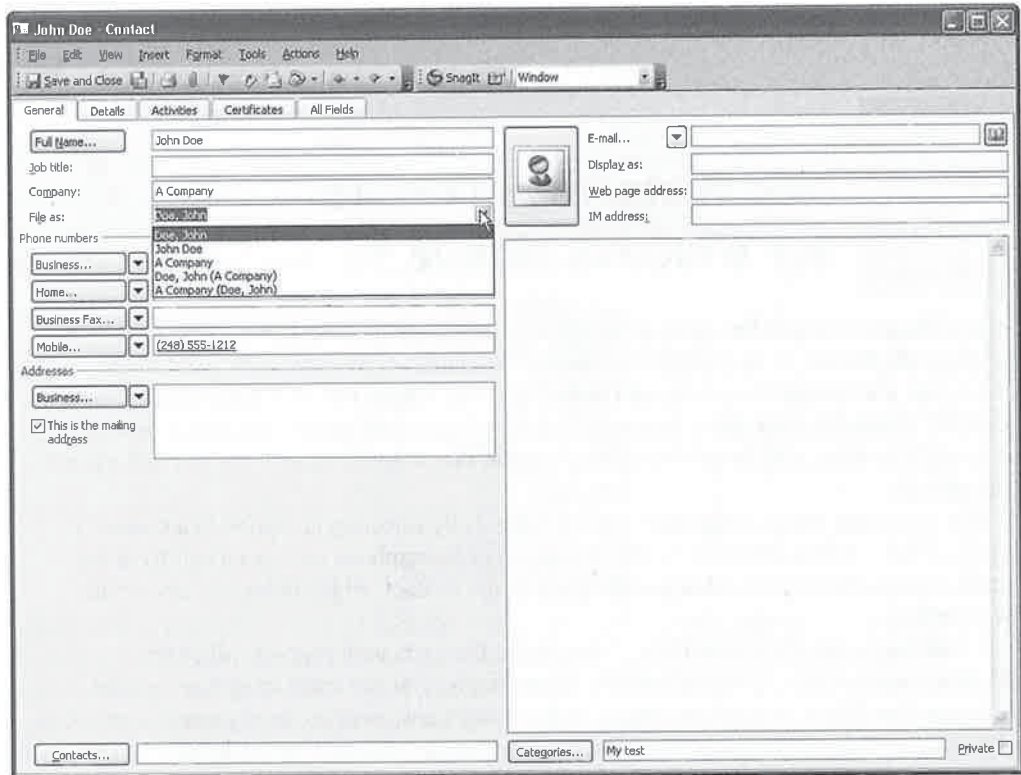 John Doe - Contact
File Edit View Insert Format Tools Actions Help
Save and Close SnagIt Window
General Details Activities Certificates All Fields
Full Name... John Doe
Job title:
Company: A Company
File as: Doe, John
Doe, John
John Doe
A Company
Doe, John (A Company)
A Company (Doe, John)
Phone numbers
Business...
Home...
Business Fax...
Mobile... (248) 555-1212
Addresses
Business...
This is the mailing
address
E-mail...
Display as:
Web page address:
IM address:
Contacts...
Categories... My test
Private